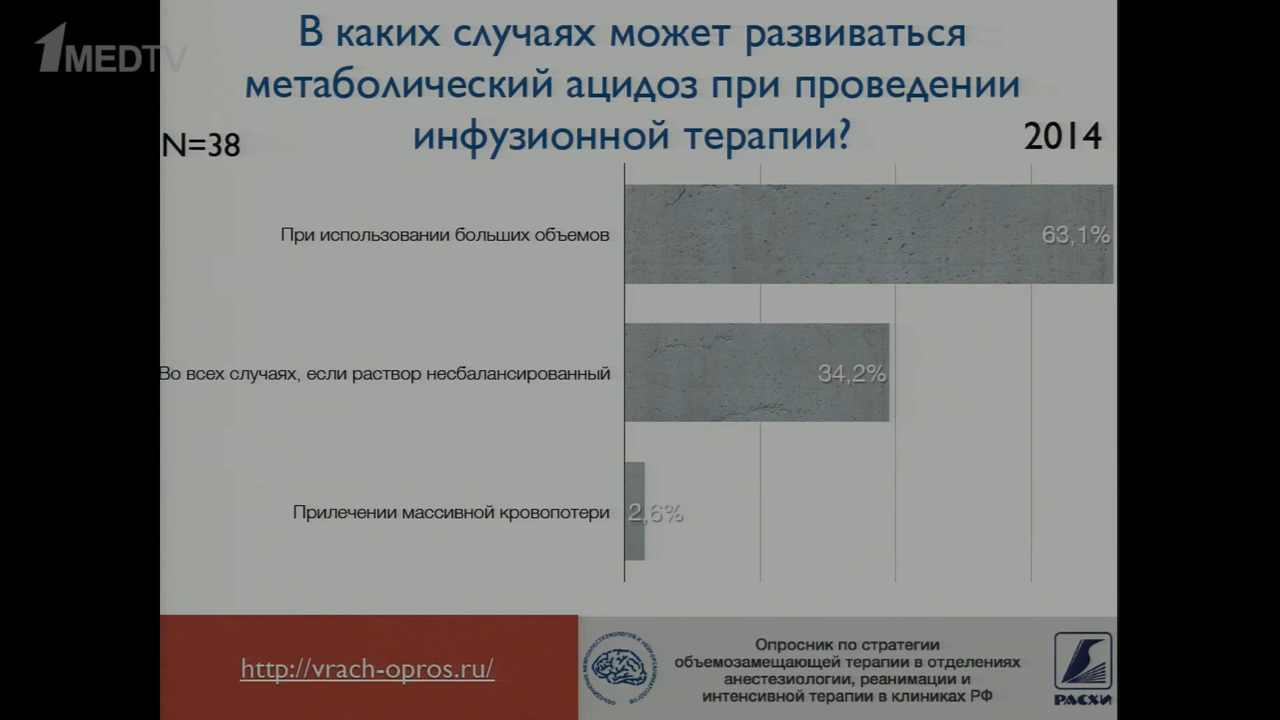 1MEDTV
В каких случаях может развиваться
метаболический ацидоз при проведении
инфузионной терапии?
N=38
2014
При использовании больших объемов
63,1%
Во всех случаях, если раствор несбалансированный
34,2%
Прилечении массивной кровопотери
2,6%
http://vrach-opros.ru/
Опросник по стратегии
объемозамещающей терапии в отделениях
анестезиологии, реанимации и
интенсивной терапии в клиниках РФ
РАСХИ